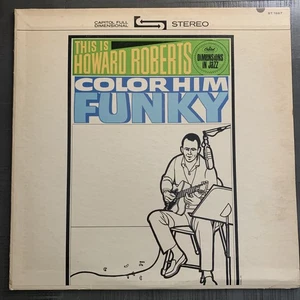 CAPITOL FULL DIMENSIONAL
STEREO
THIS IS
HOWARD ROBERTS
Capitol
DIMENSIONS
IN JAZZ
COLOR HIM
FUNKY